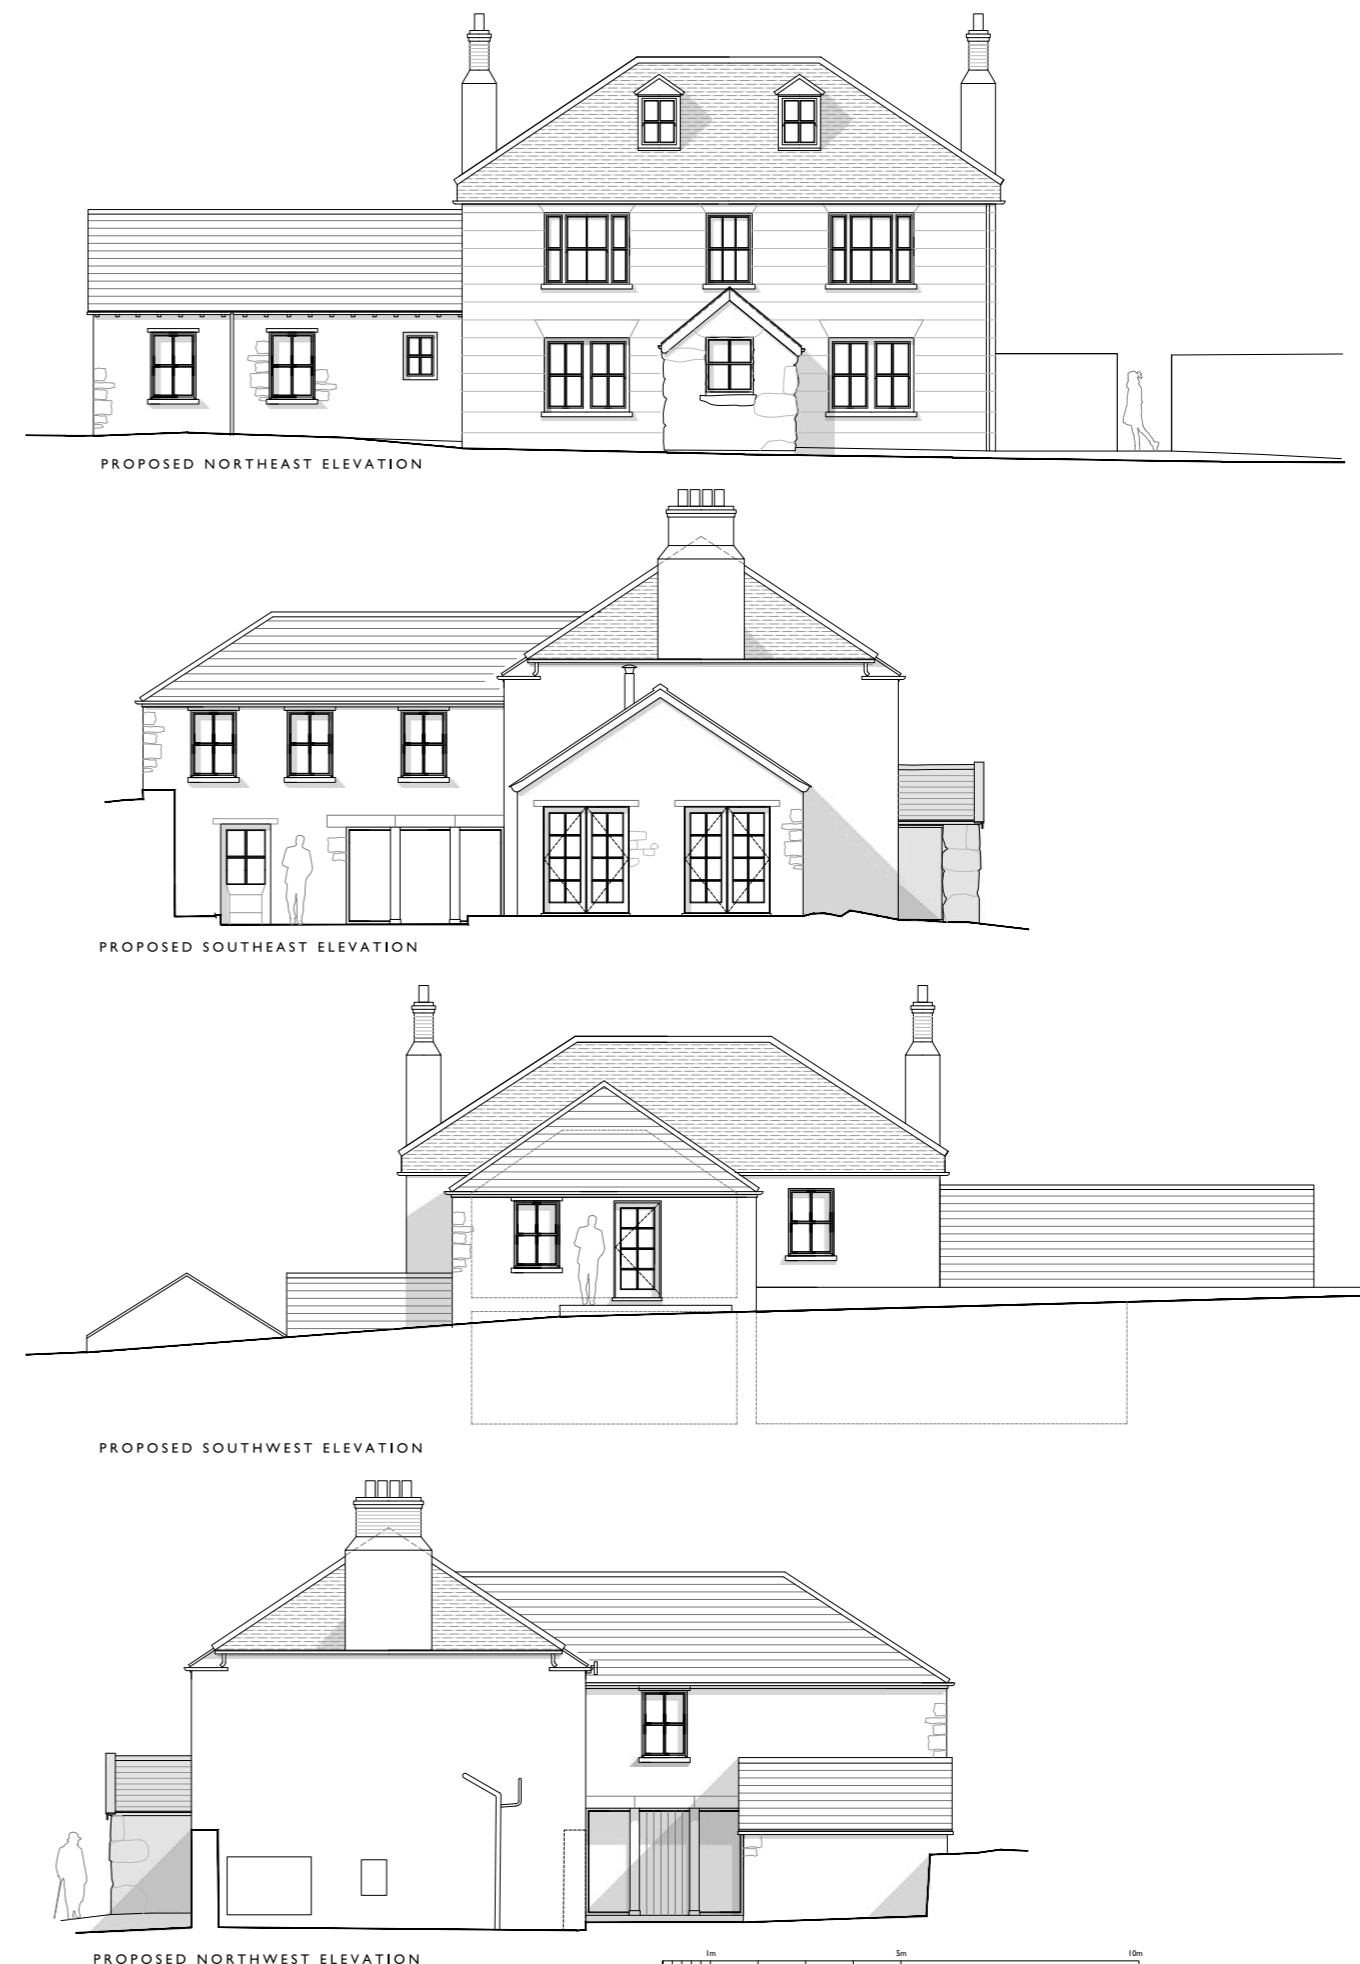 PROPOSED NORTHEAST ELEVATION
PROPOSED SOUTHEAST ELEVATION
PROPOSED SOUTHWEST ELEVATION
PROPOSED NORTHWEST ELEVATION
1m 5m 10m